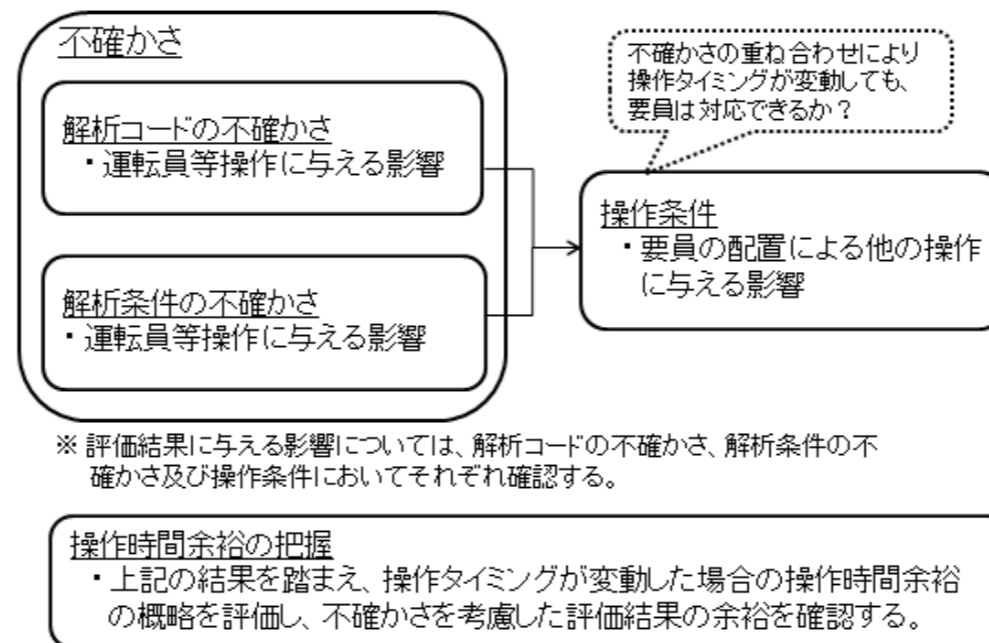 不確かさ
解析コードの不確かさ
・運転員等操作に与える影響
解析条件の不確かさ
・運転員等操作に与える影響
不確かさの重ね合わせにより
操作タイミングが変動しても、
要員は対応できるか？
操作条件
・要員の配置による他の操作
に与える影響
※ 評価結果に与える影響については、解析コードの不確かさ、解析条件の不
確かさ及び操作条件においてそれぞれ確認する。
操作時間余裕の把握
・上記の結果を踏まえ、操作タイミングが変動した場合の操作時間余裕
の概略を評価し、不確かさを考慮した評価結果の余裕を確認する。